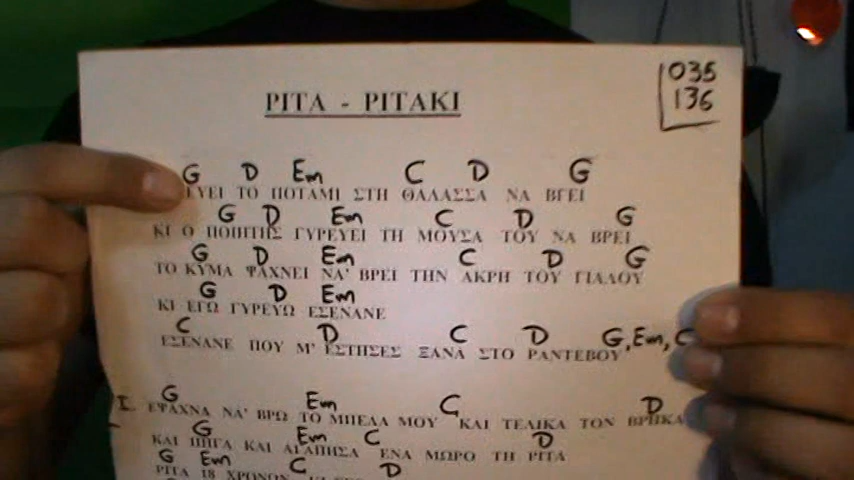 ΡΙΤΑ - ΡΙΤΑΚΙ
035
136
G D Em C D G
ΤΟ ΠΟΤΑΜΙ ΣΤΗ ΘΑΛΑΣΣΑ ΝΑ ΒΓΕΙ
G D Em C D G
ΚΙ Ο ΠΟΙΗΤΗΣ ΓΥΡΕΥΕΙ ΤΗ ΜΟΥΣΑ ΤΟΥ ΝΑ ΒΡΕΙ
G D Em C D G
ΤΟ ΚΥΜΑ ΨΑΧΝΕΙ ΝΑ' ΒΡΕΙ ΤΗΝ ΑΚΡΗ ΤΟΥ ΓΙΑΛΟΥ
G D Em
ΚΙ ΕΓΩ ΓΥΡΕΥΩ ΕΣΕΝΑΝΕ
C D C D G, Em, C
ΕΣΕΝΑΝΕ ΠΟΥ Μ' ΕΣΤΗΣΕΣ ΞΑΝΑ ΣΤΟ ΡΑΝΤΕΒΟΥ
G Em C D
I. ΕΨΑΧΝΑ ΝΑ' ΒΡΩ ΤΟ ΜΠΕΛΑ ΜΟΥ ΚΑΙ ΤΕΛΙΚΑ ΤΟΝ ΒΡΗΚΑ
G Em C D
ΚΑΙ ΠΗΓΑ ΚΑΙ ΑΓΑΠΗΣΑ ΕΝΑ ΜΩΡΟ ΤΗ ΡΙΤΑ
G Em C D
ΡΙΤΑ 18 ΧΡΟΝΩΝ